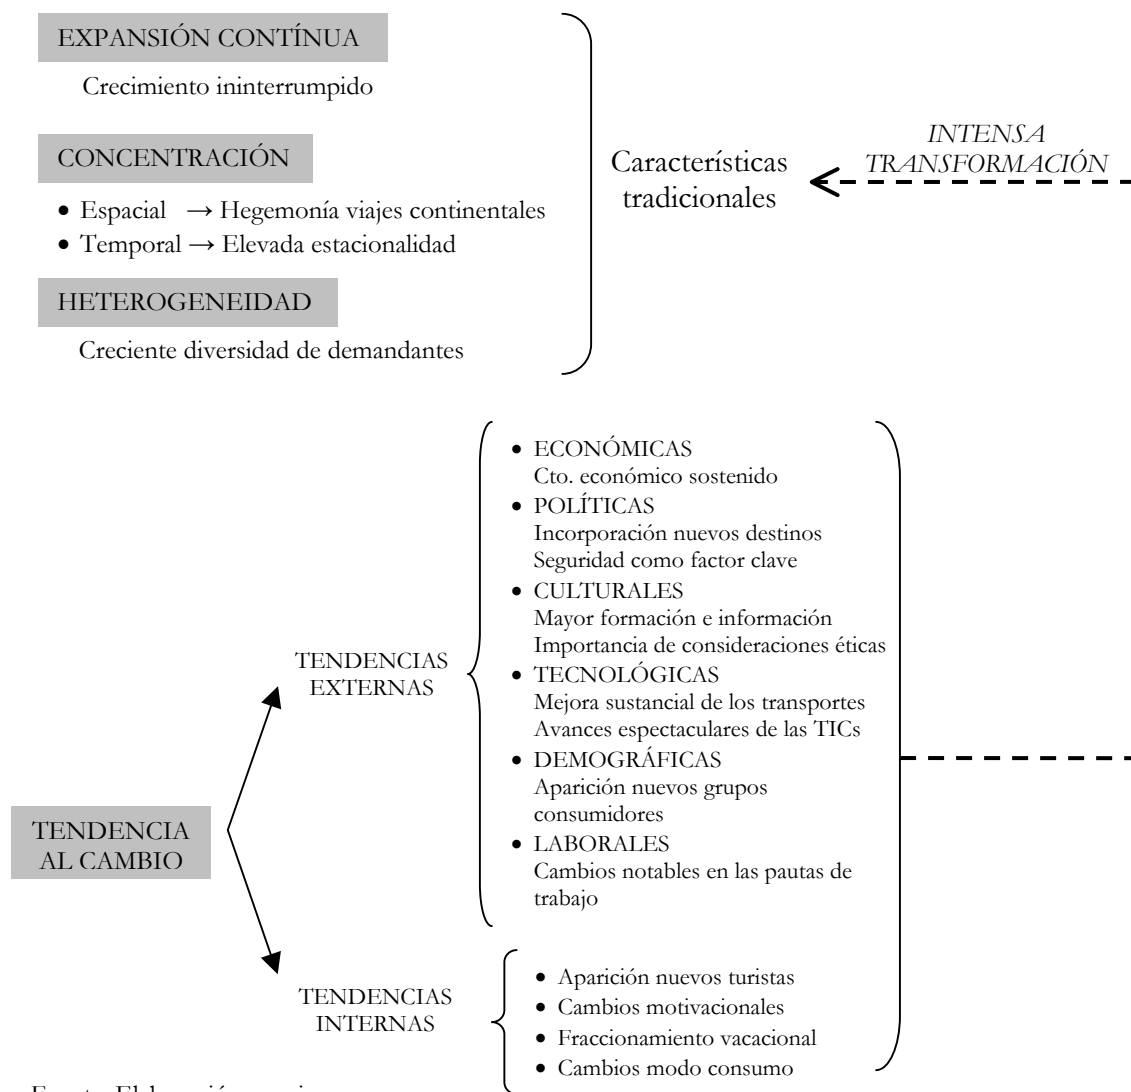 EXPANSIÓN CONTÍNUA
Crecimiento ininterrumpido
CONCENTRACIÓN
• Espacial → Hegemonía viajes continentales
• Temporal → Elevada estacionalidad
HETEROGENEIDAD
Creciente diversidad de demandantes
Características
tradicionales
INTENSA
TRANSFORMACIÓN
TENDENCIA
AL CAMBIO
TENDENCIAS
EXTERNAS
• ECONÓMICAS
Cto. económico sostenido
• POLÍTICAS
Incorporación nuevos destinos
Seguridad como factor clave
• CULTURALES
Mayor formación e información
Importancia de consideraciones éticas
• TECNOLÓGICAS
Mejora sustancial de los transportes
Avances espectaculares de las TICs
• DEMOGRÁFICAS
Aparición nuevos grupos
consumidores
• LABORALES
Cambios notables en las pautas de
trabajo
TENDENCIAS
INTERNAS
• Aparición nuevos turistas
• Cambios motivacionales
• Fraccionamiento vacacional
• Cambios modo consumo